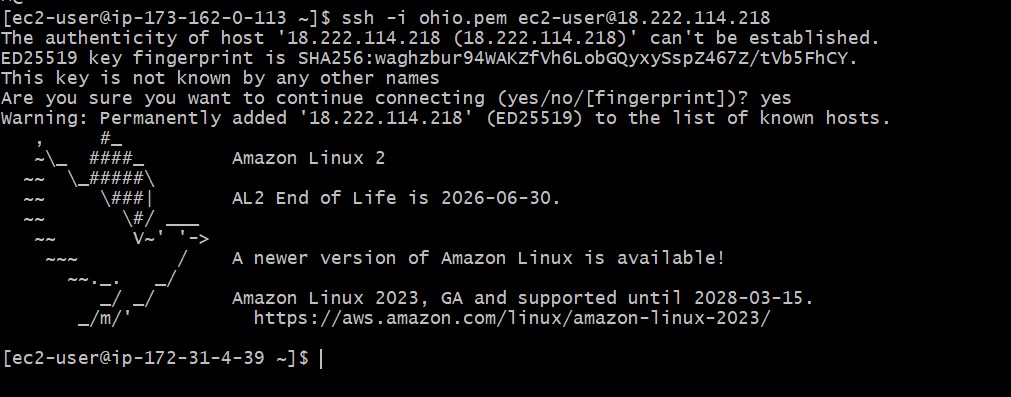 [ec2-user@ip-173-162-0-113 ~]$ ssh -i ohio.pem ec2-user@18.222.114.218
The authenticity of host '18.222.114.218 (18.222.114.218)' can't be established.
ED25519 key fingerprint is SHA256:waghzbur94WAKZfVh6LobGQyxySspZ467Z/tVb5FhCY.
This key is not known by any other names
Are you sure you want to continue connecting (yes/no/[fingerprint])? yes
Warning: Permanently added '18.222.114.218' (ED25519) to the list of known hosts.
   ,     #_
   ~\_  ####_        Amazon Linux 2
  ~~  \_#####\
  ~~     \###|       AL2 End of Life is 2026-06-30.
  ~~       \#/ ___
   ~~       V~' '->
    ~~~         /    A newer version of Amazon Linux is available!
      ~~._.   _/
         _/ _/       Amazon Linux 2023, GA and supported until 2028-03-15.
       _/m/'           https://aws.amazon.com/linux/amazon-linux-2023/
[ec2-user@ip-172-31-4-39 ~]$